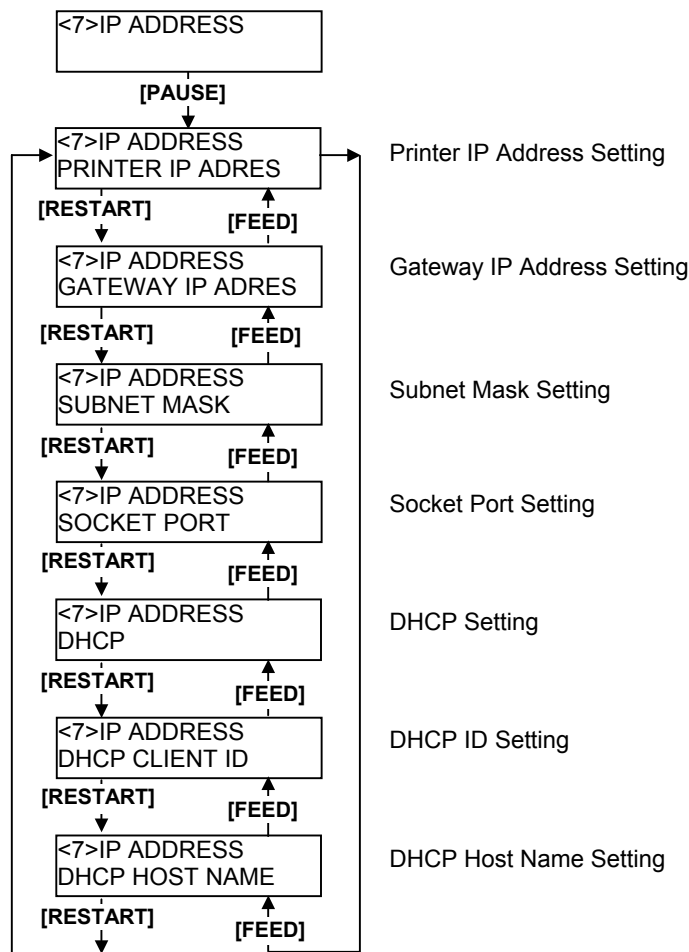 <7>IP ADDRESS
[PAUSE]
<7>IP ADDRESS
PRINTER IP ADRES
Printer IP Address Setting
[RESTART]
[FEED]
<7>IP ADDRESS
GATEWAY IP ADRES
Gateway IP Address Setting
[RESTART]
[FEED]
<7>IP ADDRESS
SUBNET MASK
Subnet Mask Setting
[RESTART]
[FEED]
<7>IP ADDRESS
SOCKET PORT
Socket Port Setting
[RESTART]
[FEED]
<7>IP ADDRESS
DHCP
DHCP Setting
[RESTART]
[FEED]
<7>IP ADDRESS
DHCP CLIENT ID
DHCP ID Setting
[RESTART]
[FEED]
<7>IP ADDRESS
DHCP HOST NAME
DHCP Host Name Setting
[RESTART]
[FEED]